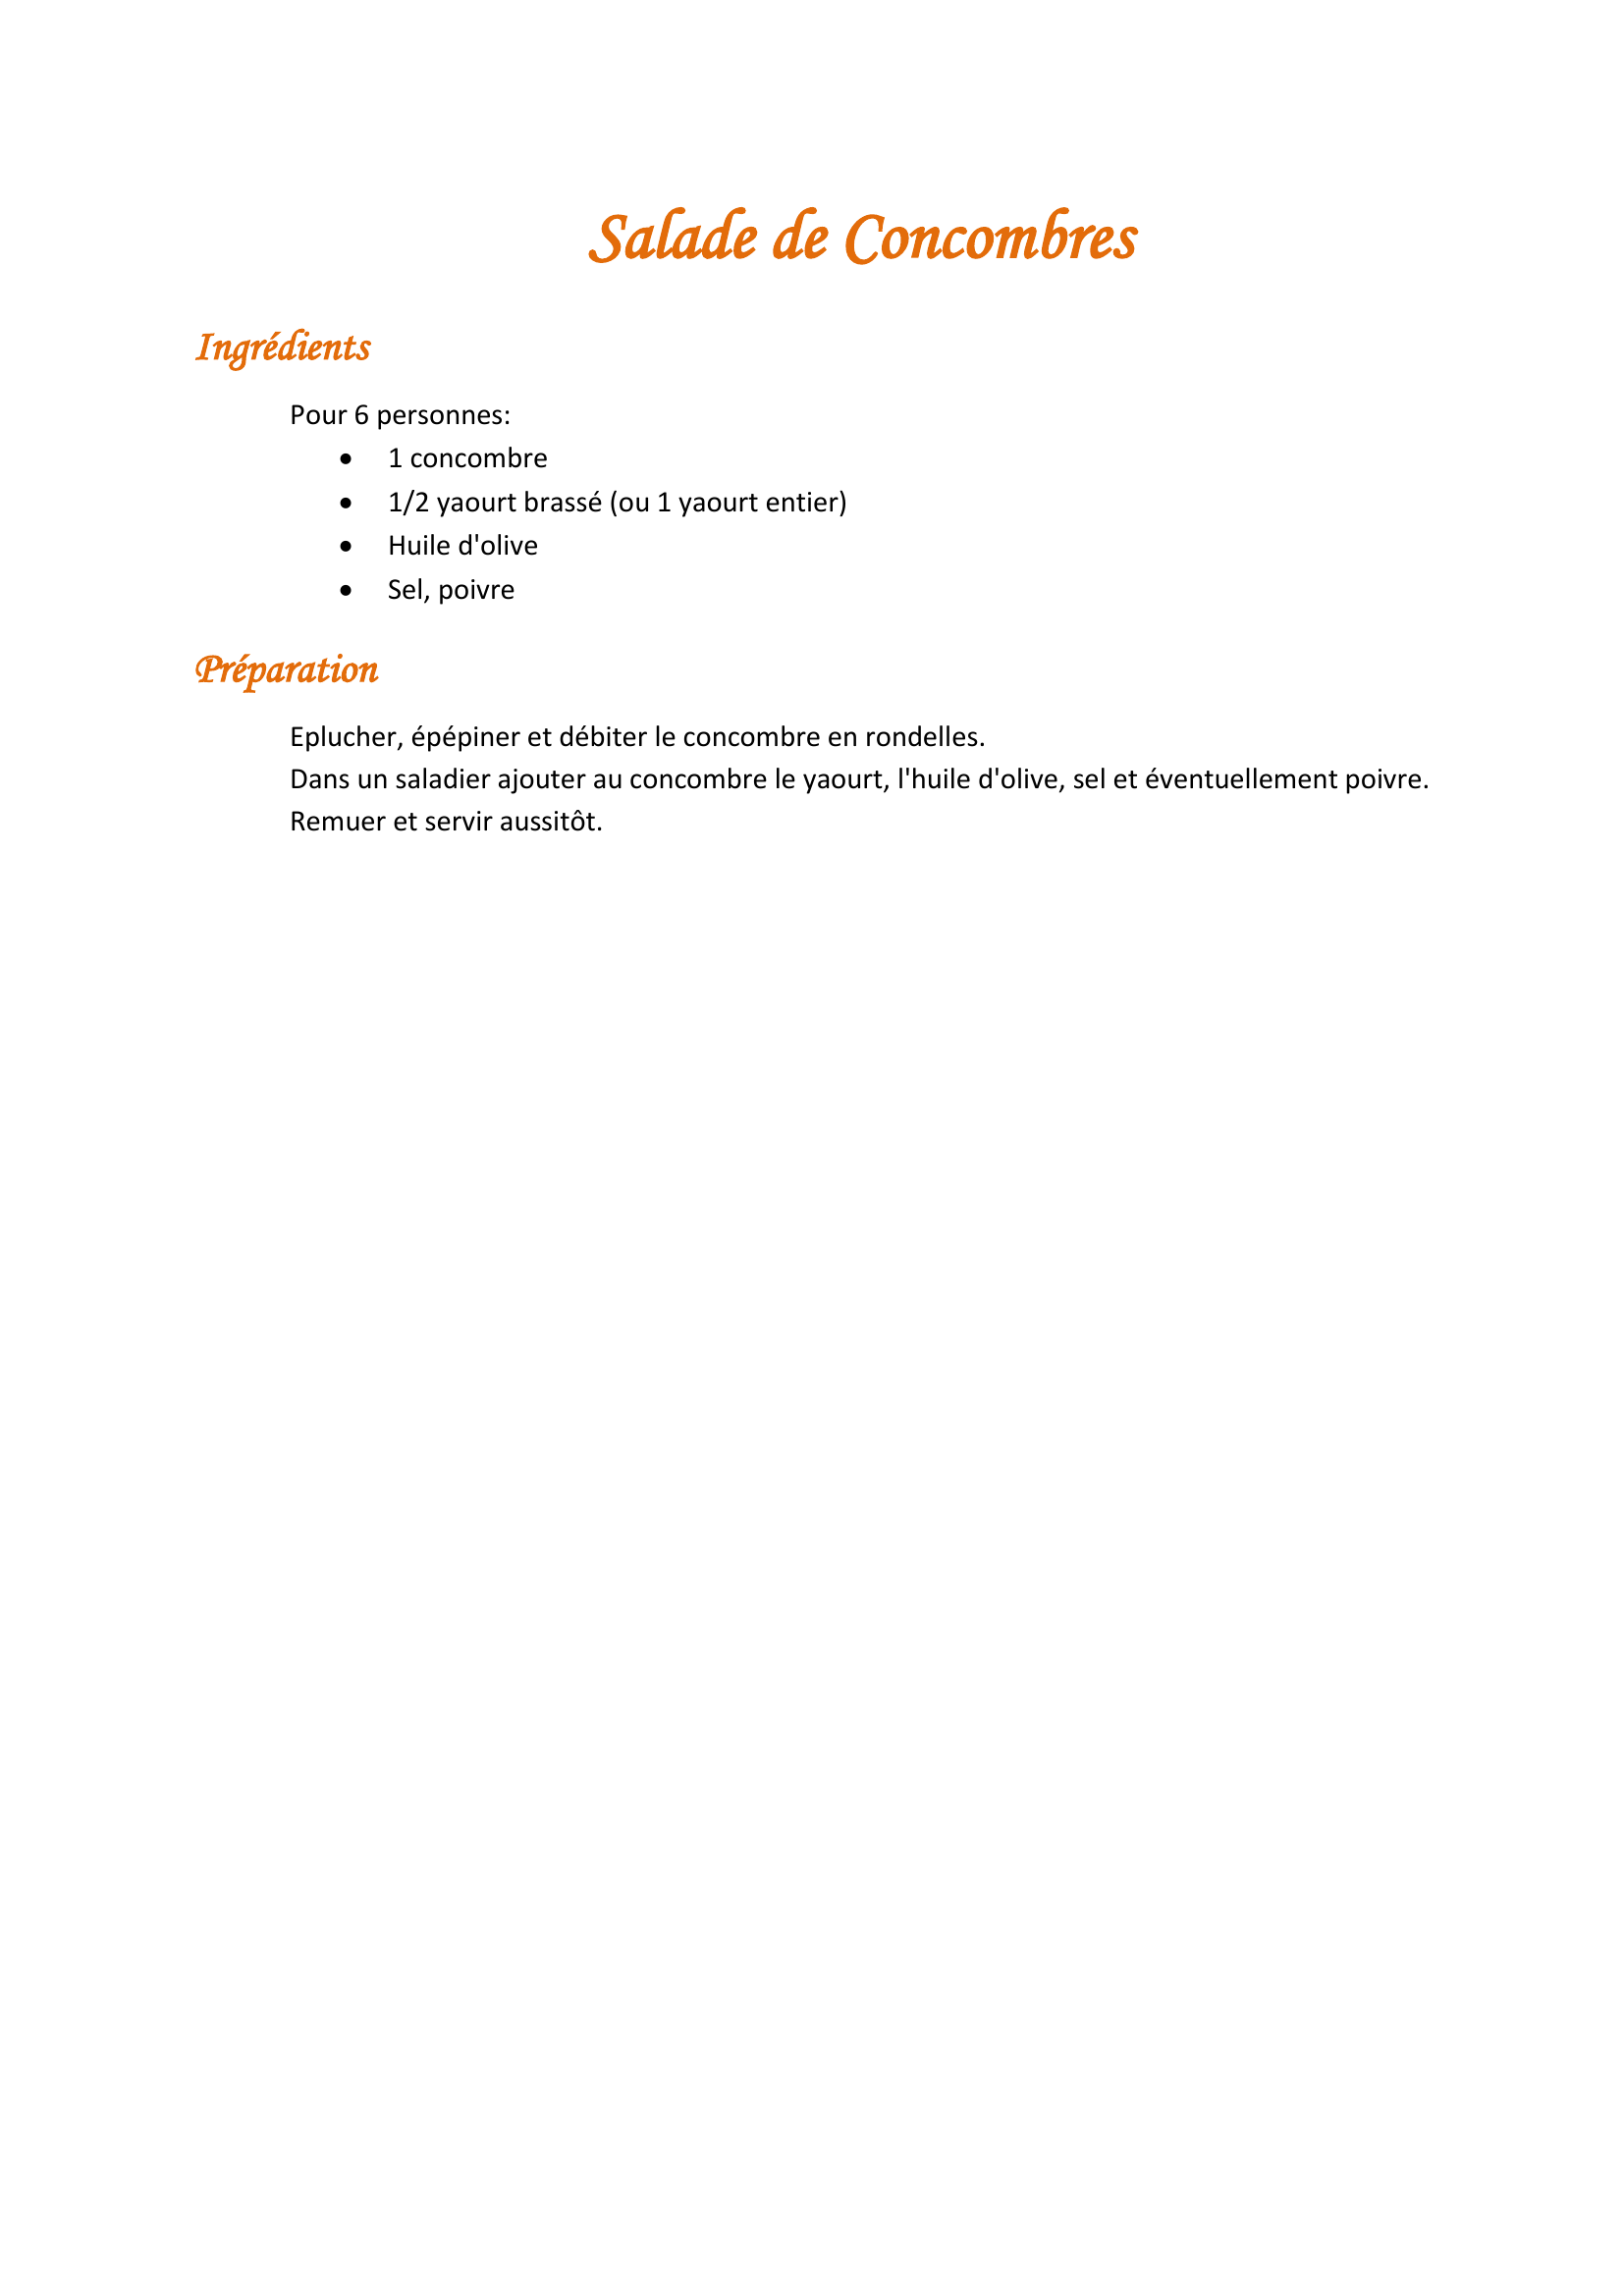 Salade de Concombres
Ingrédients
Pour 6 personnes:
• 1 concombre
• 1/2 yaourt brassé (ou 1 yaourt entier)
• Huile d'olive
• Sel, poivre
Préparation
Eplucher, épépiner et débiter le concombre en rondelles.
Dans un saladier ajouter au concombre le yaourt, l'huile d'olive, sel et éventuellement poivre.
Remuer et servir aussitôt.